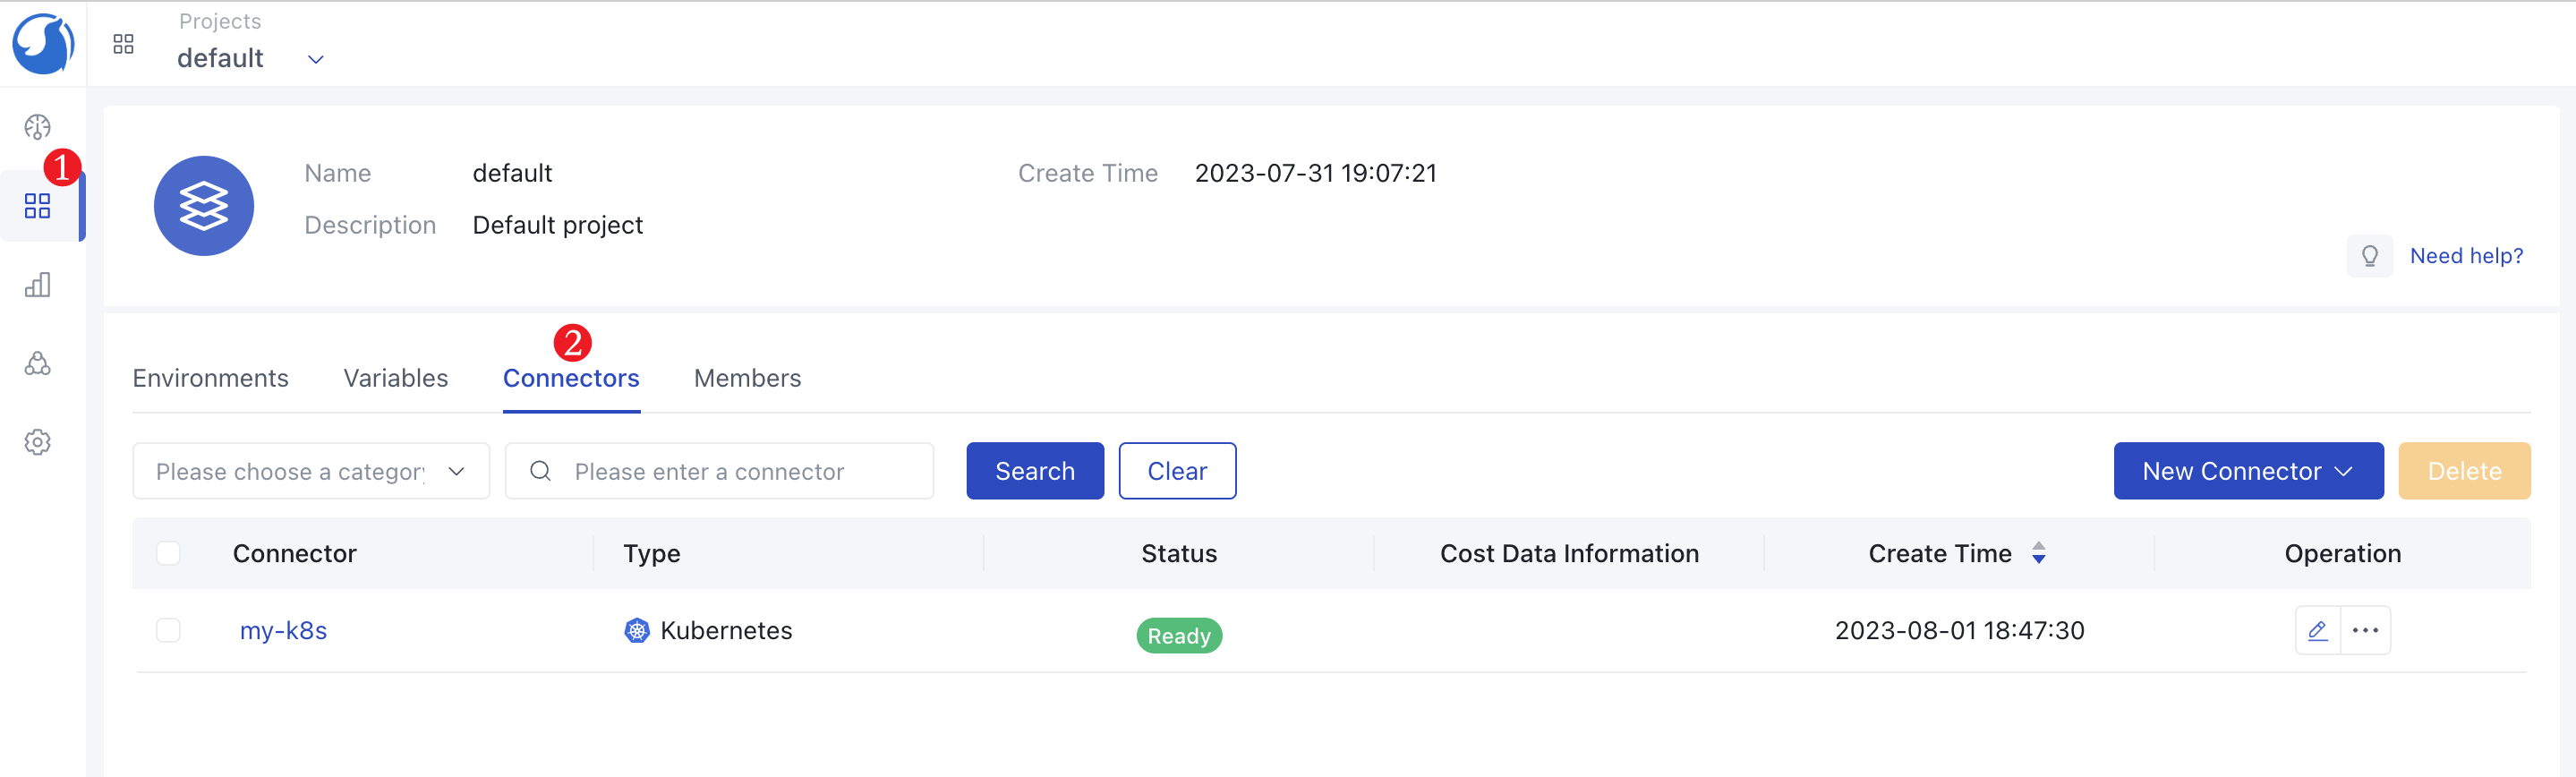 Projects
default
1
Name default Create Time 2023-07-31 19:07:21
Description Default project
Need help?
2
Environments Variables Connectors Members
Please choose a category Please enter a connector Search Clear New Connector Delete
Connector Type Status Cost Data Information Create Time Operation
my-k8s Kubernetes Ready 2023-08-01 18:47:30